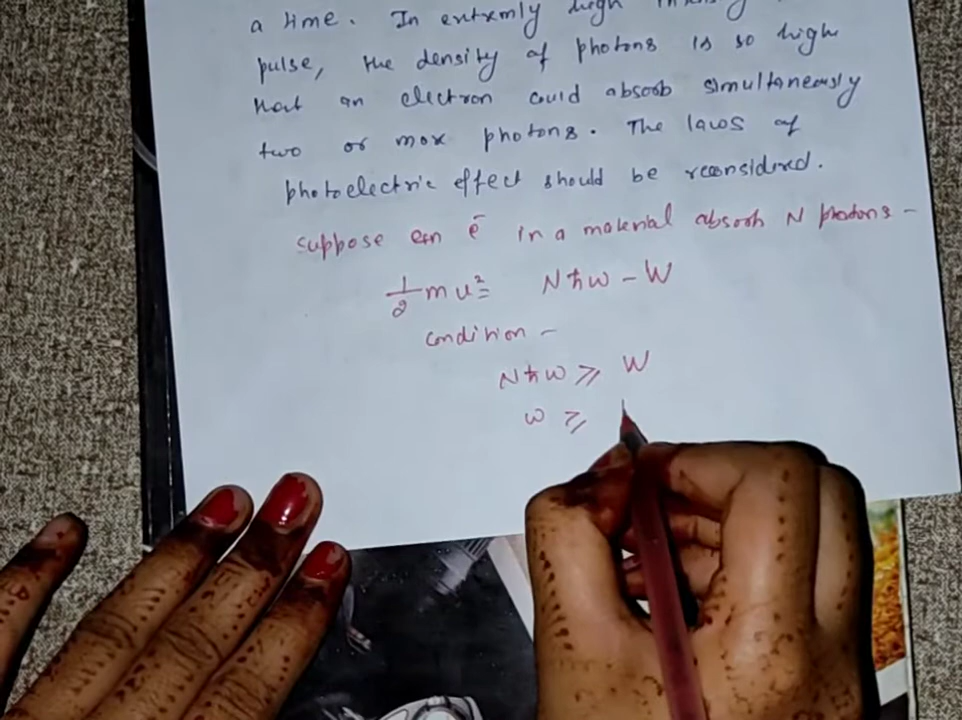 a time. In extremly high
pulse, the density of photons is so high
that an electron could absorb simultaneously
two or more photons. The laws of
photoelectric effect should be reconsidered.
suppose an e⁻ in a material absorb N photons -
1/2 mu² = Nħω - W
condition -
Nħω ⩾ W
ω ⩾